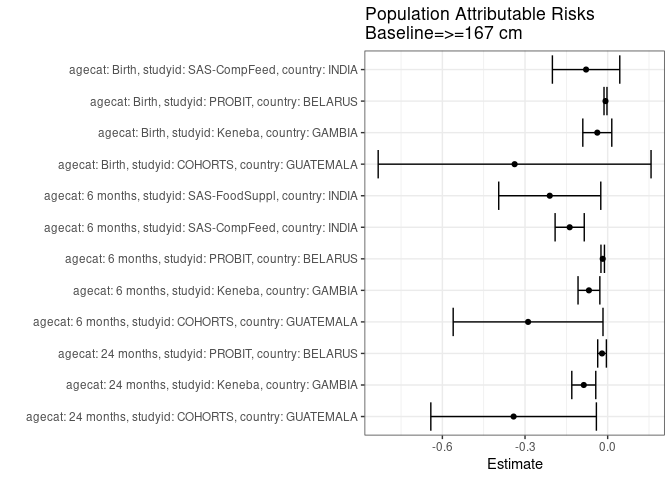 Population Attributable Risks
Baseline=>=167 cm
agecat: Birth, studyid: SAS-CompFeed, country: INDIA
agecat: Birth, studyid: PROBIT, country: BELARUS
agecat: Birth, studyid: Keneba, country: GAMBIA
agecat: Birth, studyid: COHORTS, country: GUATEMALA
agecat: 6 months, studyid: SAS-FoodSuppl, country: INDIA
agecat: 6 months, studyid: SAS-CompFeed, country: INDIA
agecat: 6 months, studyid: PROBIT, country: BELARUS
agecat: 6 months, studyid: Keneba, country: GAMBIA
agecat: 6 months, studyid: COHORTS, country: GUATEMALA
agecat: 24 months, studyid: PROBIT, country: BELARUS
agecat: 24 months, studyid: Keneba, country: GAMBIA
agecat: 24 months, studyid: COHORTS, country: GUATEMALA
-0.6 -0.3 0.0
Estimate